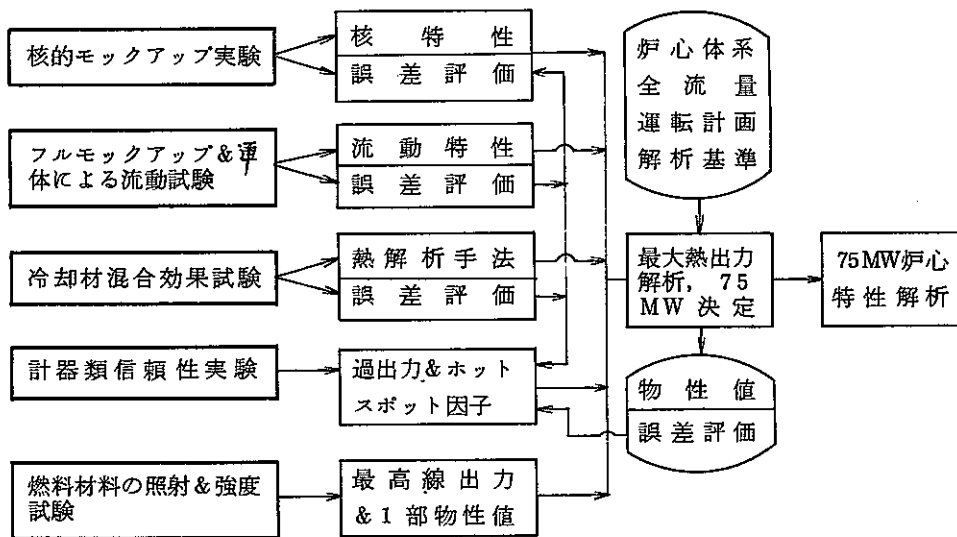 核的モックアップ実験
核特性
誤差評価
フルモックアップ&単
体による流動試験
流動特性
誤差評価
冷却材混合効果試験
熱解析手法
誤差評価
計器類信頼性実験
過出力&ホット
スポット因子
燃料材料の照射&強度
試験
最高線出力
&1部物性値
炉心体系
全流量
運転計画
解析基準
最大熱出力
解析,75
MW決定
物性値
誤差評価
75MW炉心
特性解析